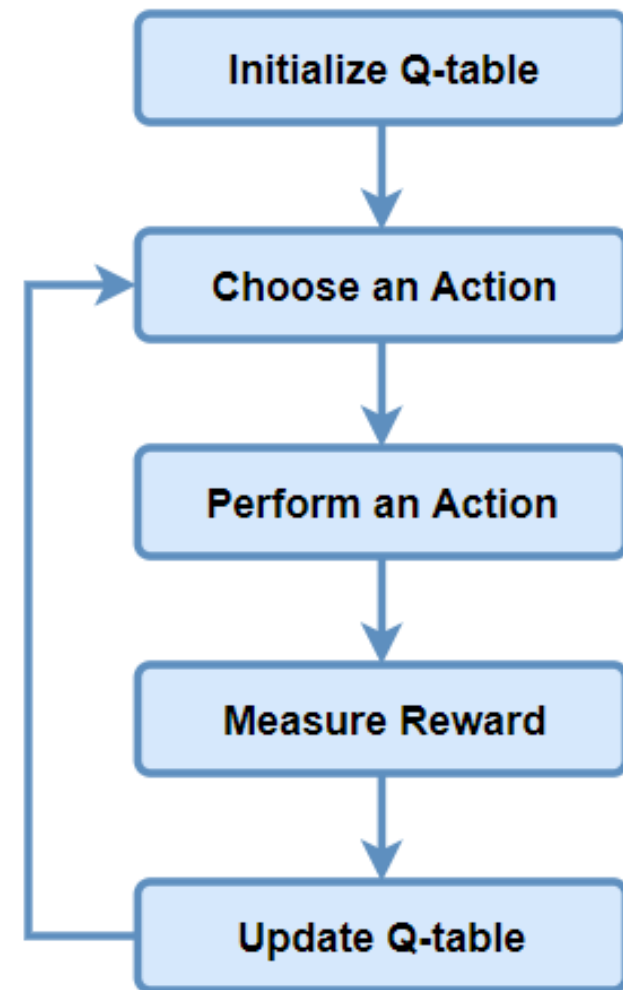 Initialize Q-table
Choose an Action
Perform an Action
Measure Reward
Update Q-table